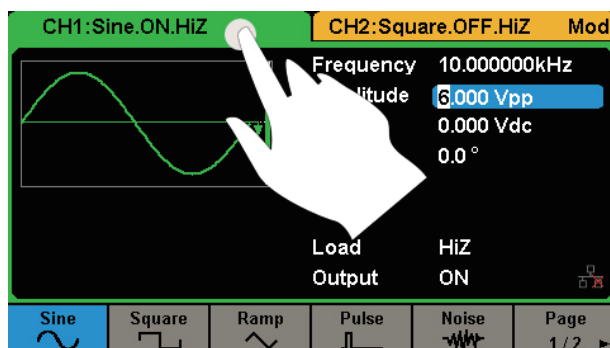 CH1:Sine.ON.HiZ
CH2:Square.OFF.HiZ Mod
Frequency 10.000000kHz
6.000 Vpp
0.000 Vdc
0.0 °
Load HiZ
Output ON
Sine Square Ramp Pulse Noise Page
1/2